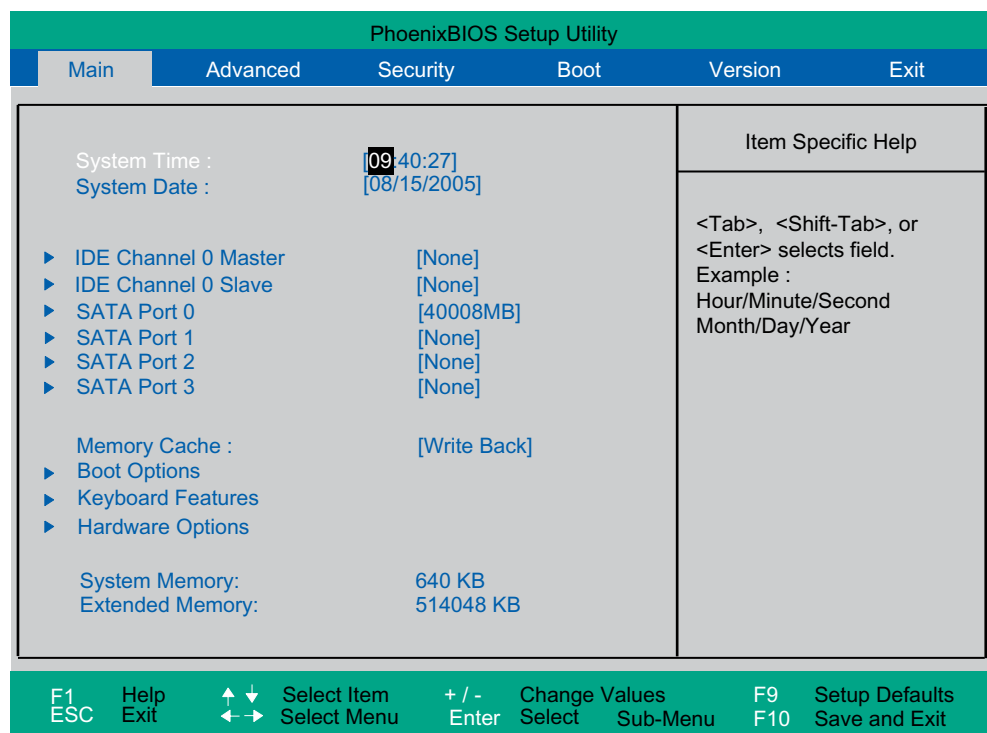 PhoenixBIOS Setup Utility
Main Advanced Security Boot Version Exit
System Time : [09:40:27]
System Date : [08/15/2005]
IDE Channel 0 Master [None]
IDE Channel 0 Slave [None]
SATA Port 0 [40008MB]
SATA Port 1 [None]
SATA Port 2 [None]
SATA Port 3 [None]
Memory Cache : [Write Back]
Boot Options
Keyboard Features
Hardware Options
System Memory: 640 KB
Extended Memory: 514048 KB
Item Specific Help
<Tab>, <Shift-Tab>, or
<Enter> selects field.
Example :
Hour/Minute/Second
Month/Day/Year
F1 Help Select Item + / - Change Values F9 Setup Defaults
ESC Exit Select Menu Enter Select Sub-Menu F10 Save and Exit